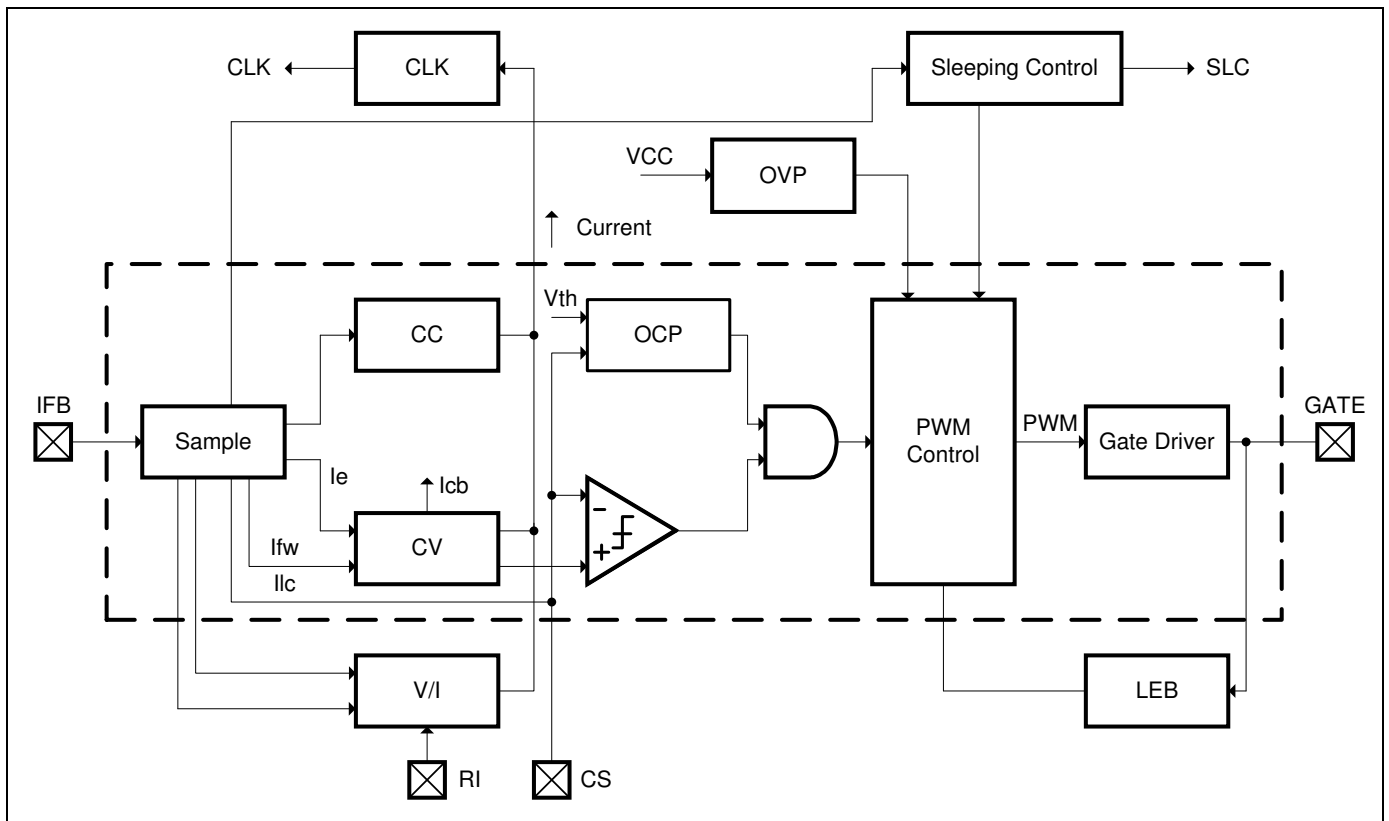 CLK
CLK
Sleeping Control
SLC
VCC
OVP
Current
Vth
CC
OCP
IFB
GATE
Sample
PWM
Control
PWM
Gate Driver
Ie
Icb
-
+
CV
Ifw
Ilc
V/I
LEB
RI
CS